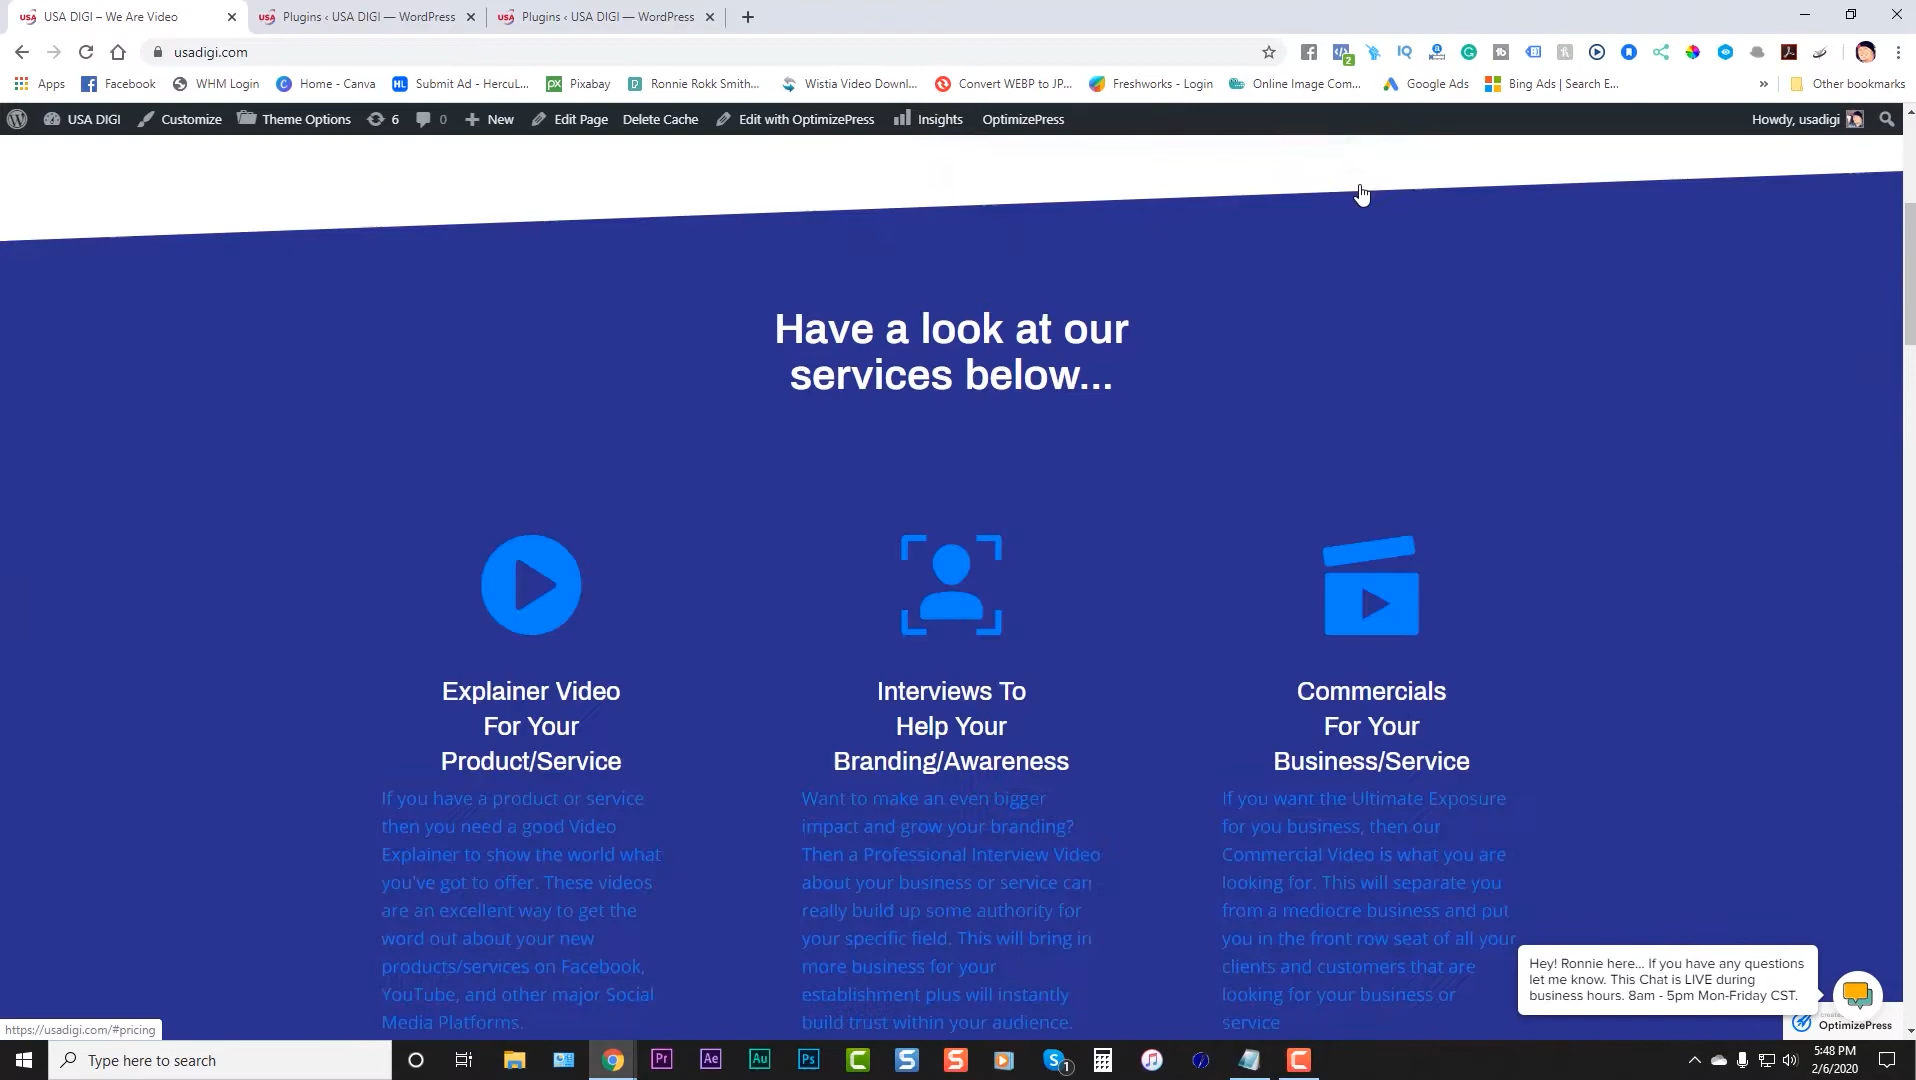 USA DIGI – We Are Video
Plugins ‹ USA DIGI — WordPress
Plugins ‹ USA DIGI — WordPress
usadigi.com
Apps
Facebook
WHM Login
Home - Canva
Submit Ad - HercuL...
Pixabay
Ronnie Rokk Smith...
Wistia Video Downl...
Convert WEBP to JP...
Freshworks - Login
Online Image Com...
Google Ads
Bing Ads | Search E...
»
Other bookmarks
USA DIGI
Customize
Theme Options
6
0
New
Edit Page
Delete Cache
Edit with OptimizePress
Insights
OptimizePress
Howdy, usadigi
Have a look at our
services below...
Explainer Video
For Your
Product/Service
If you have a product or service
then you need a good Video
Explainer to show the world what
you've got to offer. These videos
are an excellent way to get the
word out about your new
products/services on Facebook,
YouTube, and other major Social
Media Platforms.
Interviews To
Help Your
Branding/Awareness
Want to make an even bigger
impact and grow your branding?
Then a Professional Interview Video
about your business or service can
really build up some authority for
your specific field. This will bring in
more business for your
establishment plus will instantly
build trust within your audience.
Commercials
For Your
Business/Service
If you want the Ultimate Exposure
for you business, then our
Commercial Video is what you are
looking for. This will separate you
from a mediocre business and put
you in the front row seat of all your
clients and customers that are
looking for your business or
service
Hey! Ronnie here... If you have any questions
let me know. This Chat is LIVE during
business hours. 8am - 5pm Mon-Friday CST.
OptimizePress
https://usadigi.com/#pricing
Type here to search
Pr
Ae
Au
Ps
5:48 PM
2/6/2020